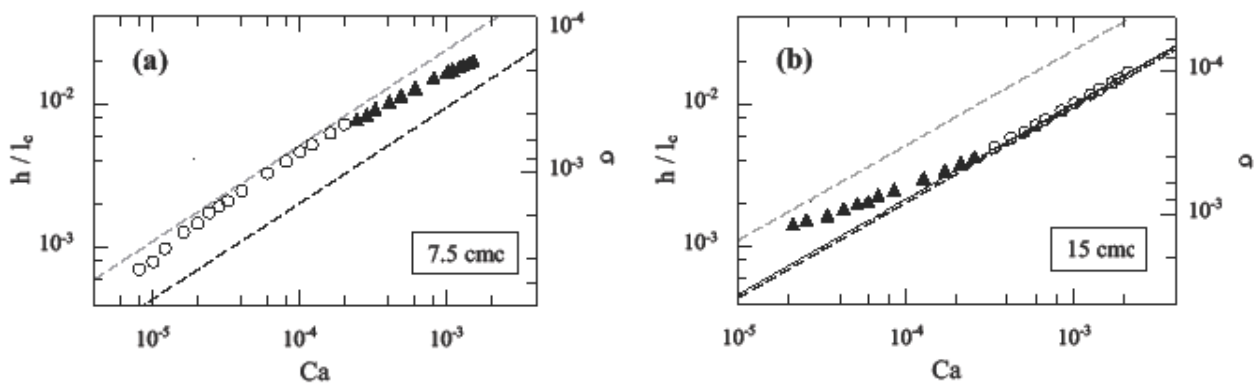 (a)
10⁻²
10⁻³
h / l_c
10⁻⁵
10⁻⁴
10⁻³
Ca
10⁻⁴
10⁻³
σ
7.5 cmc
(b)
10⁻²
10⁻³
h / l_c
10⁻⁵
10⁻⁴
10⁻³
Ca
10⁻⁴
10⁻³
σ
15 cmc